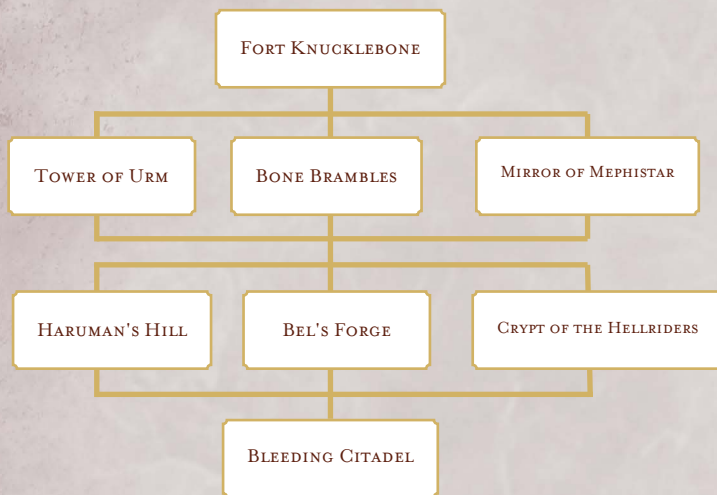 Fort Knucklebone
Tower of Urm
Bone Brambles
Mirror of Mephistar
Haruman's Hill
Bel's Forge
Crypt of the Hellriders
Bleeding Citadel